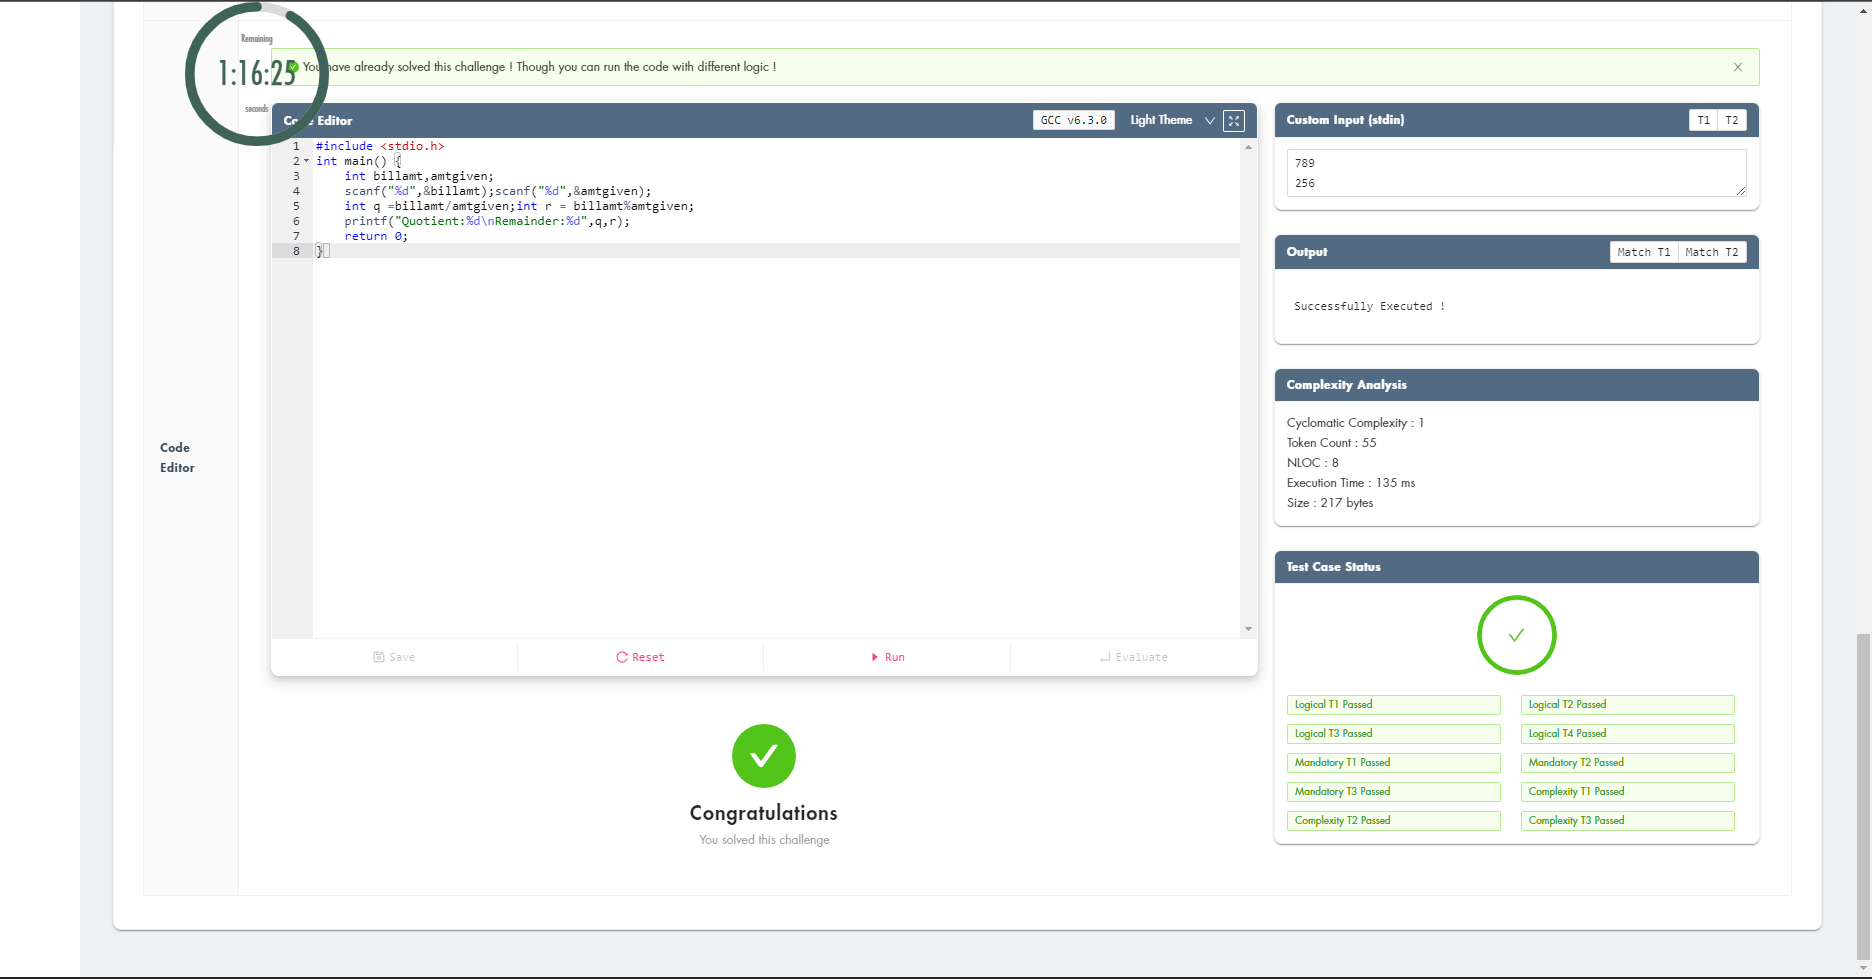 Remaining
1:16:25
seconds
You have already solved this challenge ! Though you can run the code with different logic !
Code Editor
GCC v6.3.0
Light Theme
1 #include <stdio.h>
2 int main() {
3 int billamt,amtgiven;
4 scanf("%d",&billamt);scanf("%d",&amtgiven);
5 int q =billamt/amtgiven;int r = billamt%amtgiven;
6 printf("Quotient:%d\nRemainder:%d",q,r);
7 return 0;
8 }
Code
Editor
Save
Reset
Run
Evaluate
Congratulations
You solved this challenge
Custom Input (stdin)
T1 T2
789
256
Output
Match T1 Match T2
Successfully Executed !
Complexity Analysis
Cyclomatic Complexity : 1
Token Count : 55
NLOC : 8
Execution Time : 135 ms
Size : 217 bytes
Test Case Status
Logical T1 Passed
Logical T2 Passed
Logical T3 Passed
Logical T4 Passed
Mandatory T1 Passed
Mandatory T2 Passed
Mandatory T3 Passed
Complexity T1 Passed
Complexity T2 Passed
Complexity T3 Passed